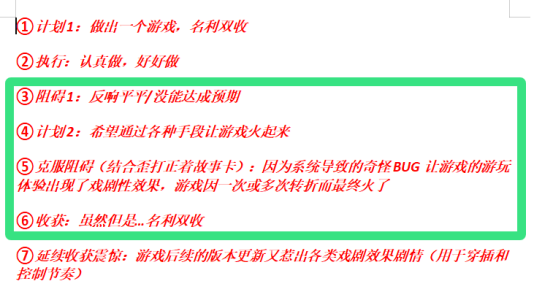 ①计划1：做出一个游戏，名利双收
②执行：认真做，好好做
③阻碍1：反响平平/没能达成预期
④计划2：希望通过各种手段让游戏火起来
⑤克服阻碍（结合歪打正着故事卡）：因为系统导致的奇怪BUG 让游戏的游玩
体验出现了戏剧性效果，游戏因一次或多次转折而最终火了
⑥收获：虽然但是...名利双收
⑦延续收获震惊：游戏后续的版本更新又惹出各类戏剧效果剧情（用于穿插和
控制节奏）